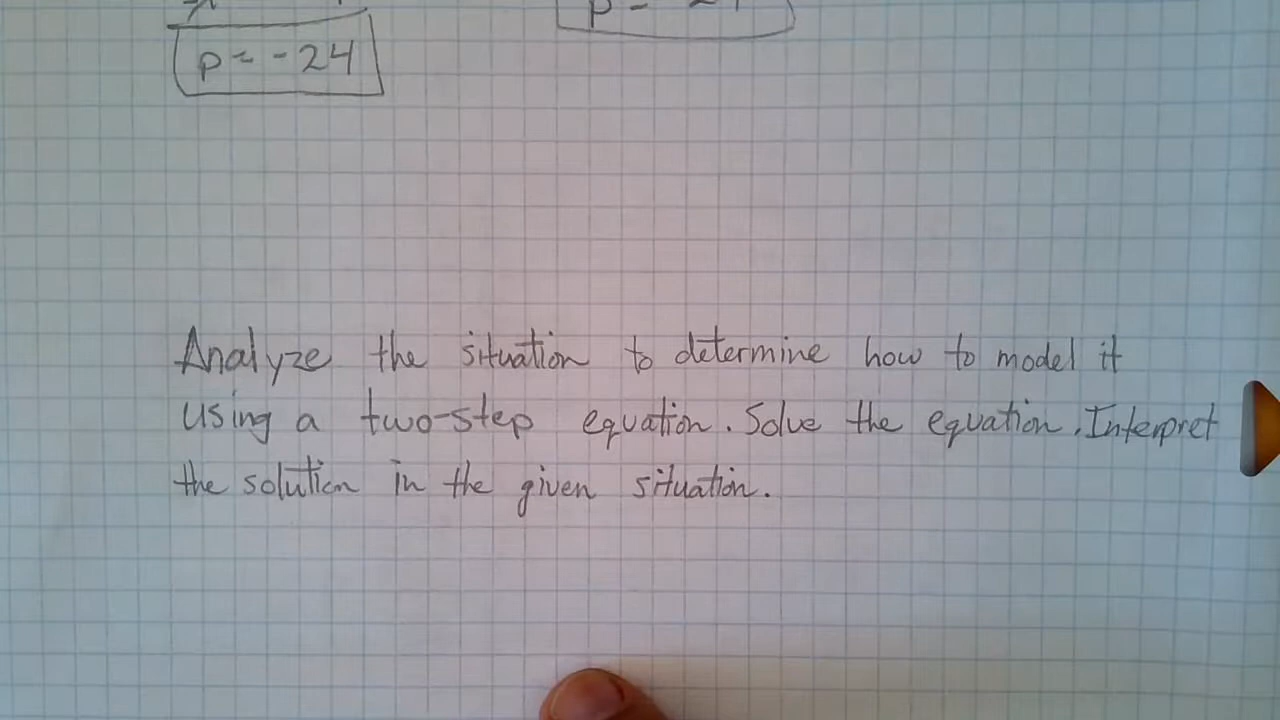 p = -24
Analyze the situation to determine how to model it
using a two-step equation. Solve the equation. Interpret
the solution in the given situation.